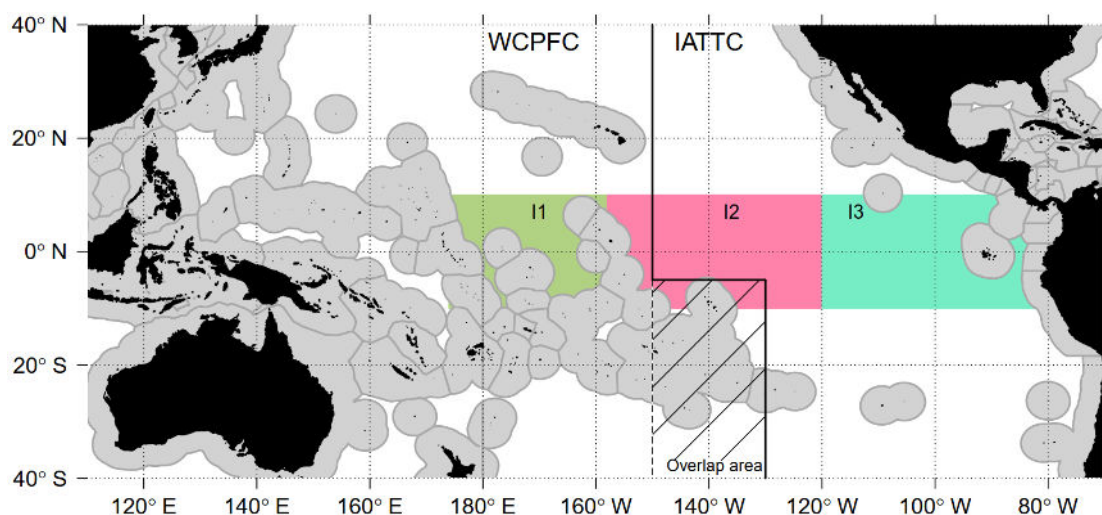 40° N
WCPFC IATTC
20° N
I1 I2 I3
0° N
20° S
Overlap area
40° S
120° E 140° E 160° E 180° E 160° W 140° W 120° W 100° W 80° W